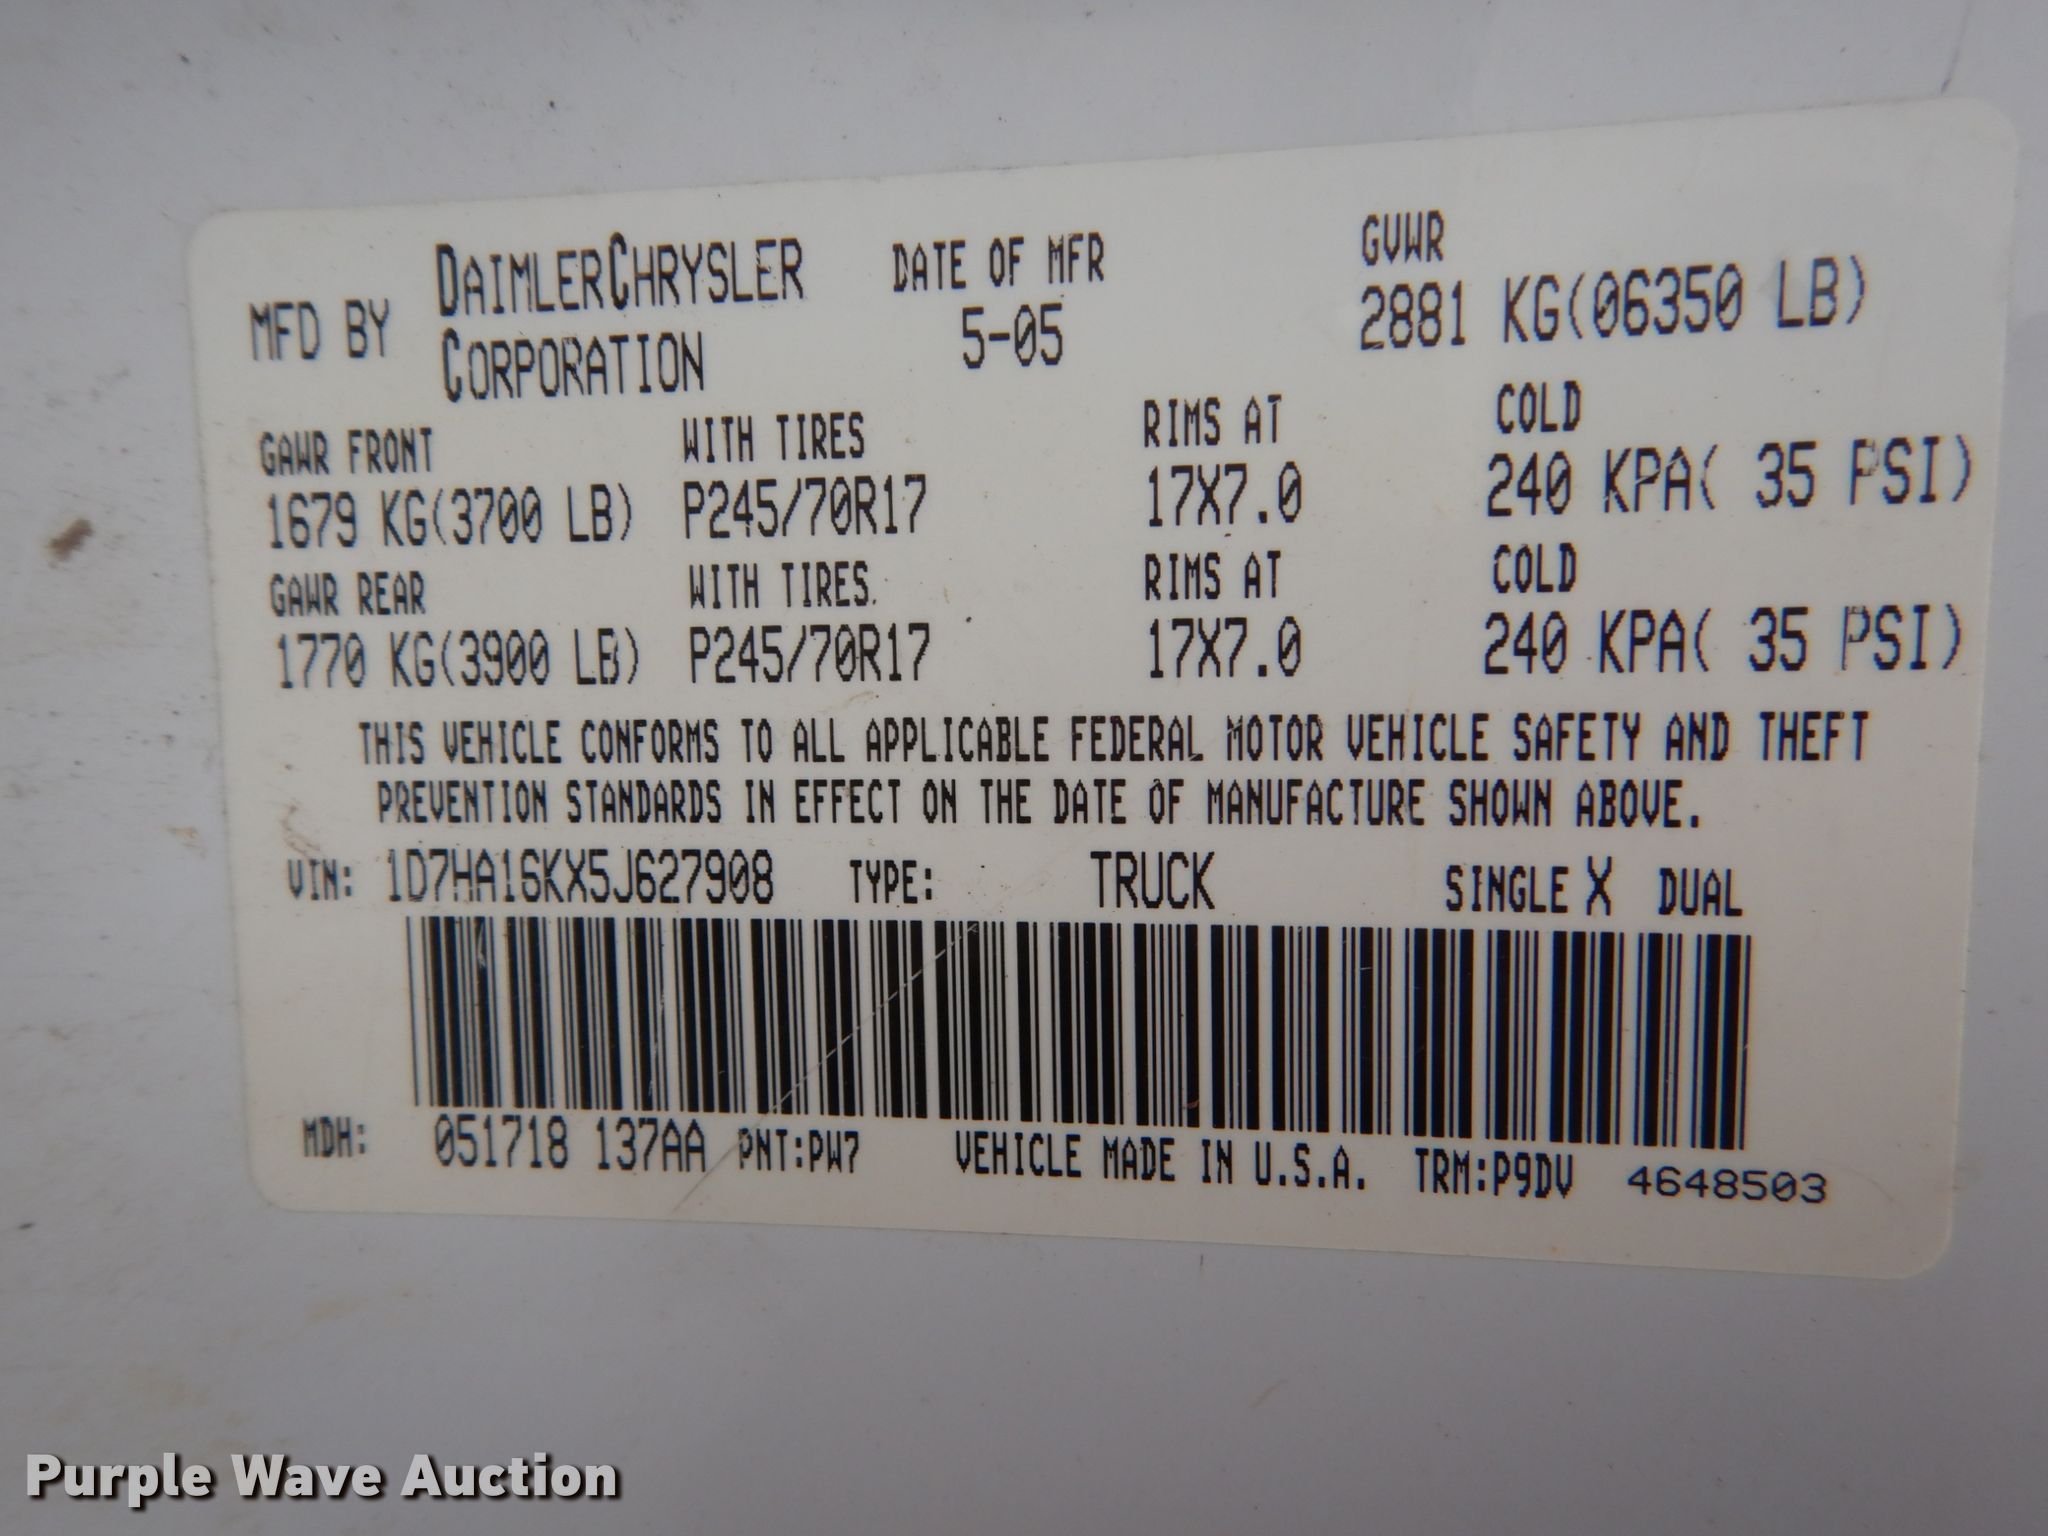 MFD BY DAIMLERCHRYSLER CORPORATION DATE OF MFR 5-05 GVWR 2881 KG(06350 LB)
GAWR FRONT WITH TIRES RIMS AT COLD
1679 KG(3700 LB) P245/70R17 17X7.0 240 KPA( 35 PSI)
GAWR REAR WITH TIRES RIMS AT COLD
1770 KG(3900 LB) P245/70R17 17X7.0 240 KPA( 35 PSI)
THIS VEHICLE CONFORMS TO ALL APPLICABLE FEDERAL MOTOR VEHICLE SAFETY AND THEFT
PREVENTION STANDARDS IN EFFECT ON THE DATE OF MANUFACTURE SHOWN ABOVE.
VIN: 1D7HA16KX5J627908 TYPE: TRUCK SINGLE X DUAL
MDH: 051718 137AA PNT:PW7 VEHICLE MADE IN U.S.A. TRM:P9DV 4648503
Purple Wave Auction